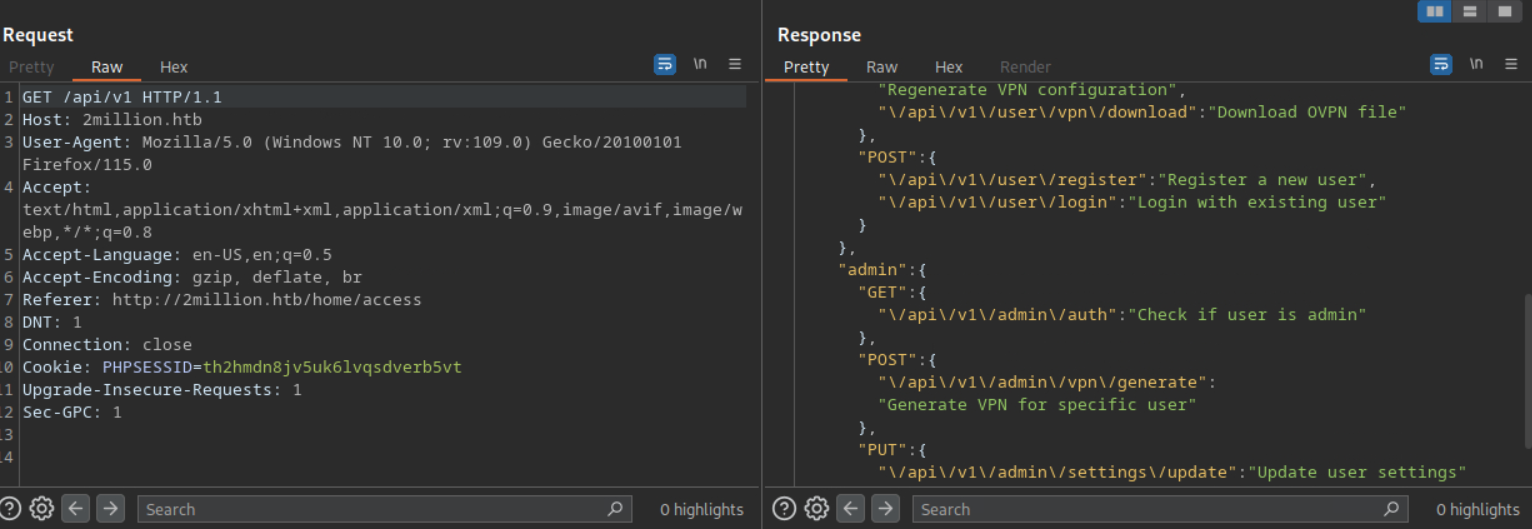 Request
Pretty Raw Hex \n
1 GET /api/v1 HTTP/1.1
2 Host: 2million.htb
3 User-Agent: Mozilla/5.0 (Windows NT 10.0; rv:109.0) Gecko/20100101
Firefox/115.0
4 Accept:
text/html,application/xhtml+xml,application/xml;q=0.9,image/avif,image/w
ebp,*/*;q=0.8
5 Accept-Language: en-US,en;q=0.5
6 Accept-Encoding: gzip, deflate, br
7 Referer: http://2million.htb/home/access
8 DNT: 1
9 Connection: close
10 Cookie: PHPSESSID=th2hmdn8jv5uk6lvqsdverb5vt
11 Upgrade-Insecure-Requests: 1
12 Sec-GPC: 1
13
14
Search 0 highlights
Response
Pretty Raw Hex Render \n
"Regenerate VPN configuration",
"\/api\/v1\/user\/vpn\/download":"Download OVPN file"
},
"POST":{
"\/api\/v1\/user\/register":"Register a new user",
"\/api\/v1\/user\/login":"Login with existing user"
}
},
"admin":{
"GET":{
"\/api\/v1\/admin\/auth":"Check if user is admin"
},
"POST":{
"\/api\/v1\/admin\/vpn\/generate":
"Generate VPN for specific user"
},
"PUT":{
"\/api\/v1\/admin\/settings\/update":"Update user settings"
Search 0 highlights